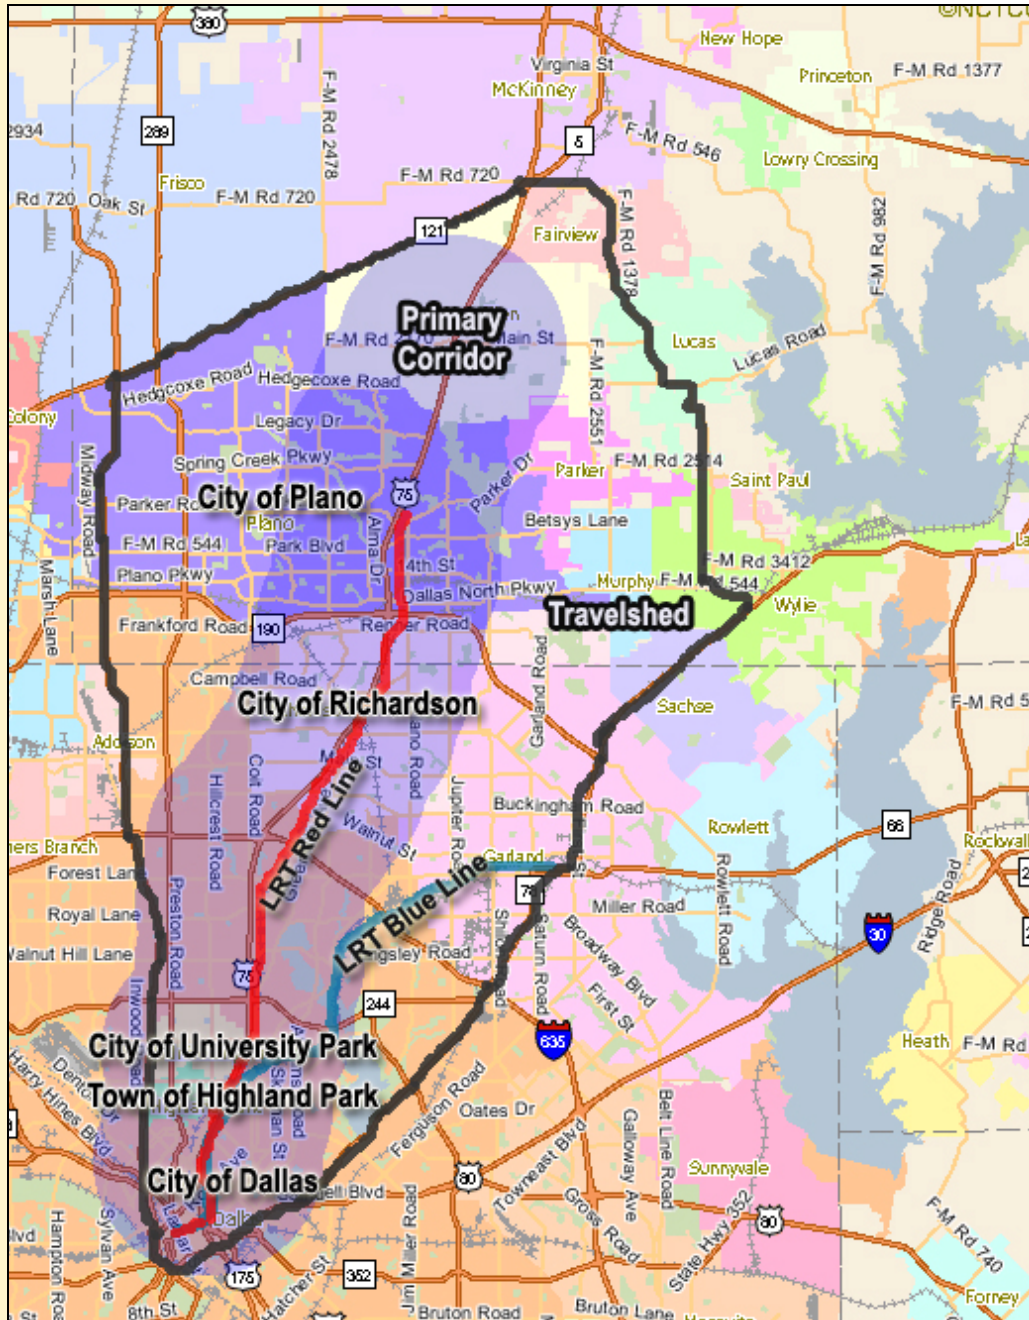 ©NCTCOG
380
New Hope
Virginia St
McKinney
Princeton
F-M Rd 1377
2934
289
F-M Rd 2478
5
F-M Rd 546
Lowry Crossing
Frisco
F-M Rd 720
Rd 720
Oak St
F-M Rd 720
121
Fairview
F-M Rd 1378
F-M Rd 982
Primary
Corridor
Main St
Lucas
Lucas Road
Hedgcoxe Road
Hedgecoxe Road
F-M Rd 2551
Colony
Legacy Dr
Midway Road
Spring Creek Pkwy
Parker Dr
Parker
F-M Rd 2514
Saint Paul
City of Plano
75
Plano
Alma Dr
Betsys Lane
F-M Rd 544
Park Blvd
14th St
F-M Rd 3412
Marsh Lane
Plano Pkwy
Dallas North Pkwy
Murphy
544
Wylie
Travelshed
Frankford Road
190
Renner Road
Garland Road
Campbell Road
City of Richardson
Sachse
Addison
Coit Road
Hillcrest Road
LRT Red Line
Jupiter Road
Buckingham Road
Walnut St
Rowlett
66
Rockwall
Forest Lane
Garland
LRT Blue Line
78
Rowlett Road
Ridge Road
Royal Lane
Preston Road
Miller Road
Walnut Hill Lane
Saturn Road
Broadway Blvd
30
75
244
First St
Inwood Road
635
City of University Park
Heath
F-M Rd
Harry Hines Blvd
Town of Highland Park
Ferguson Road
Oates Dr
Galloway Ave
Belt Line Road
City of Dallas
80
Towneast Blvd
Sunnyvale
Gross Road
80
State Hwy 352
F-M Rd 740
Sylvan Ave
Jim Miller Road
175
352
Hatcher St
8th St
Bruton Road
Bruton Lane
Forney